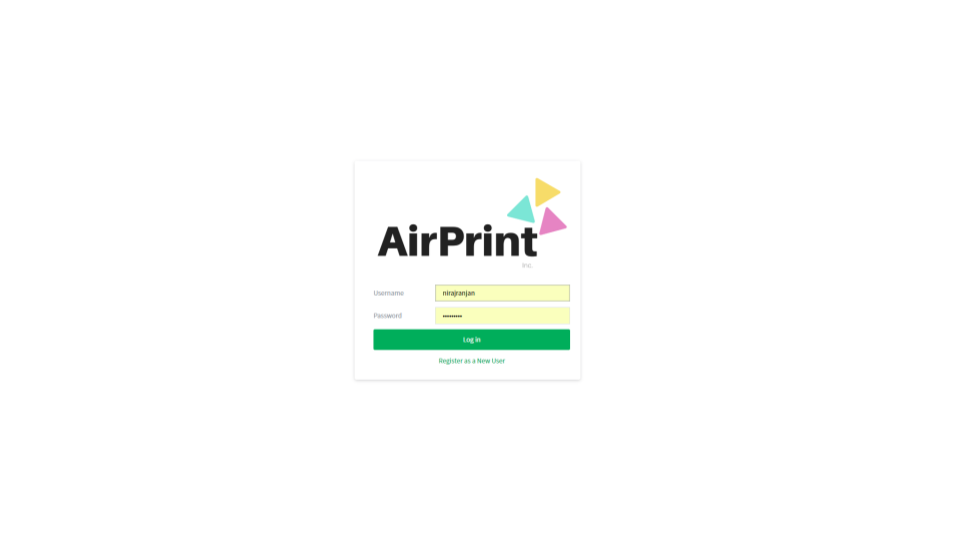 AirPrint
Inc.
Username nirajranjan
Password •••••••••
Log in
Register as a New User